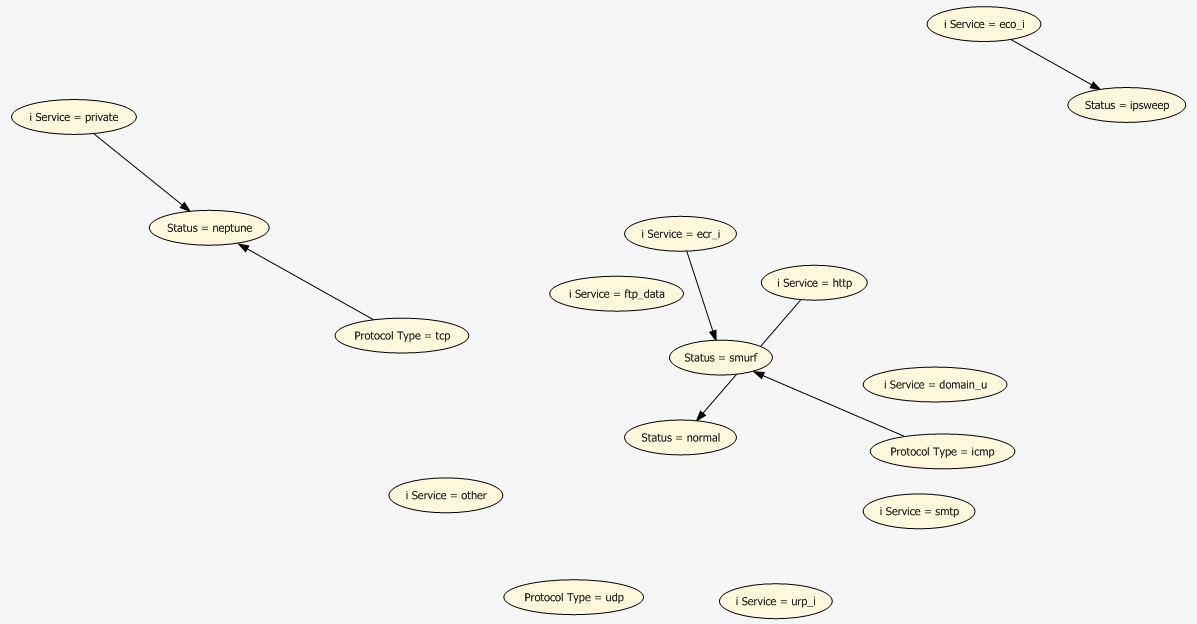 i Service = eco_i
Status = ipsweep
i Service = private
Status = neptune
i Service = ecr_i
i Service = http
i Service = ftp_data
Protocol Type = tcp
Status = smurf
i Service = domain_u
Status = normal
Protocol Type = icmp
i Service = other
i Service = smtp
Protocol Type = udp
i Service = urp_i